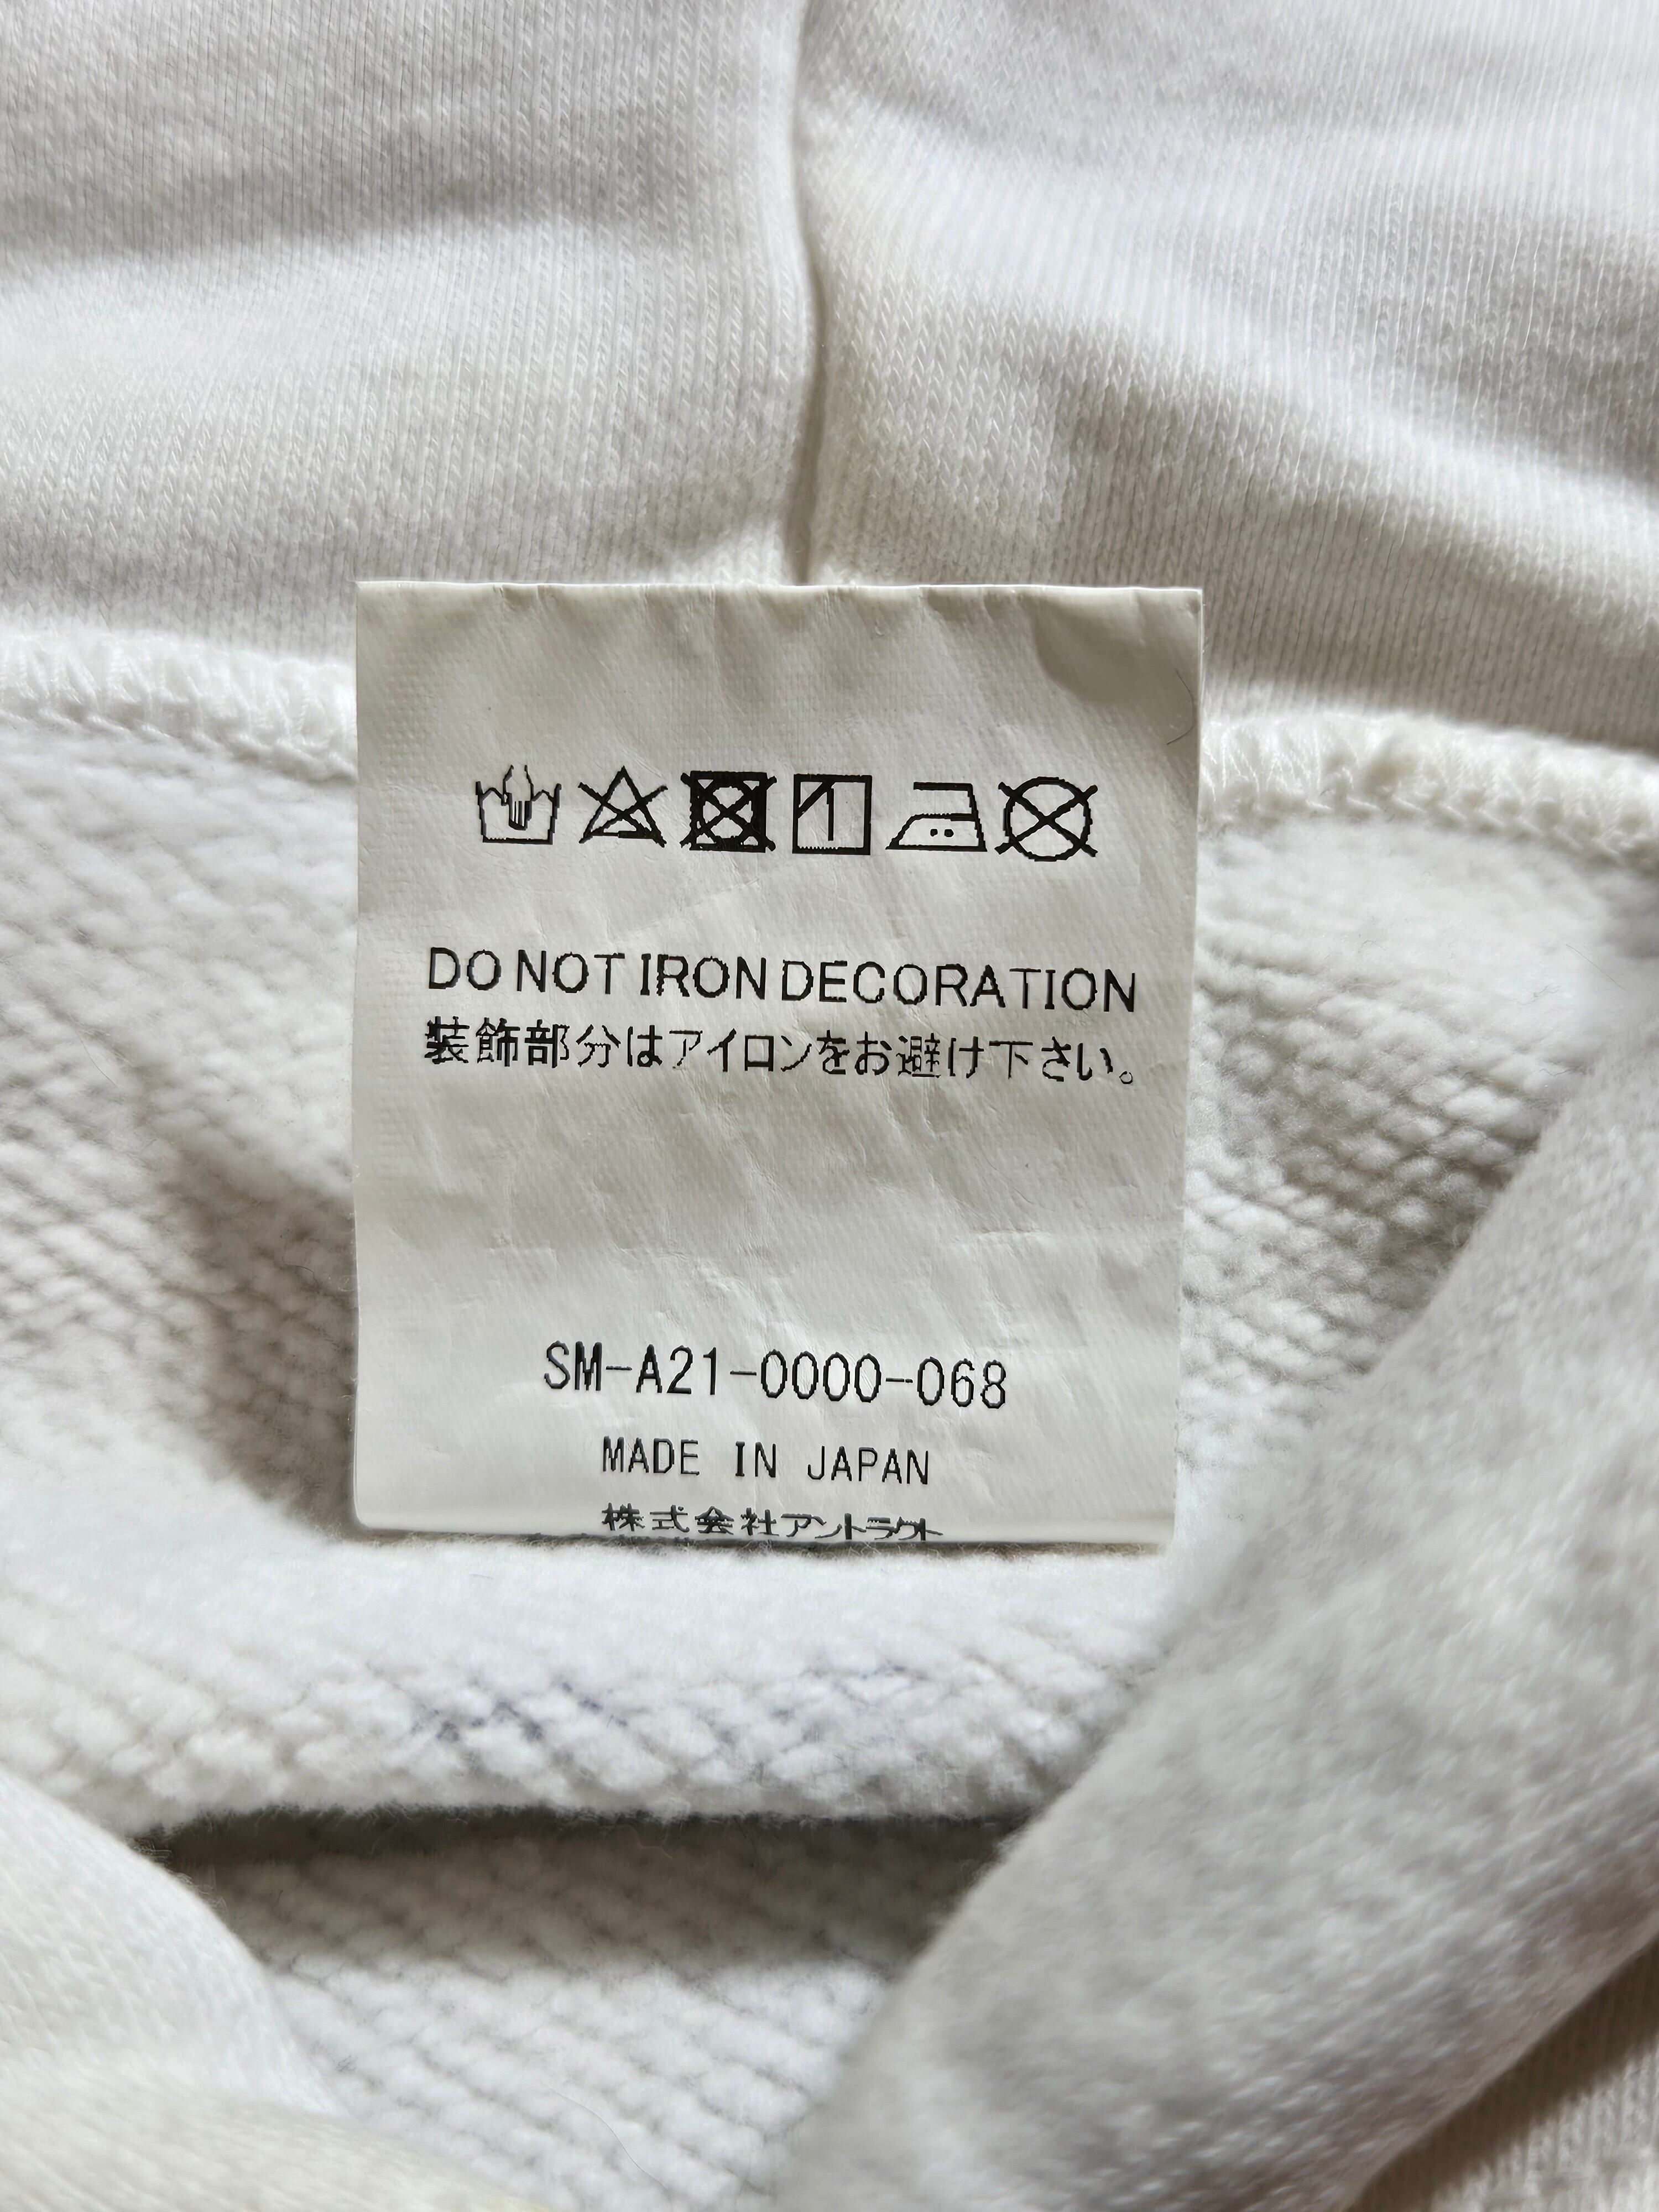 DO NOT IRON DECORATION
装飾部分はアイロンをお避け下さい。
SM-A21-0000-068
MADE IN JAPAN
株式会社アントラクト